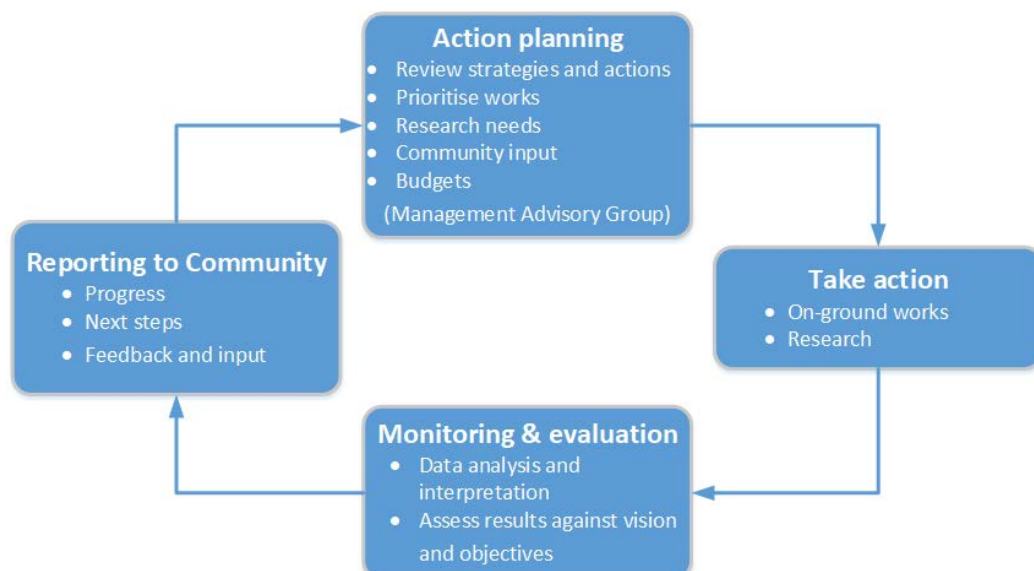 Action planning
• Review strategies and actions
• Prioritise works
• Research needs
• Community input
• Budgets
(Management Advisory Group)
Take action
• On-ground works
• Research
Monitoring & evaluation
• Data analysis and
interpretation
• Assess results against vision
and objectives
Reporting to Community
• Progress
• Next steps
• Feedback and input